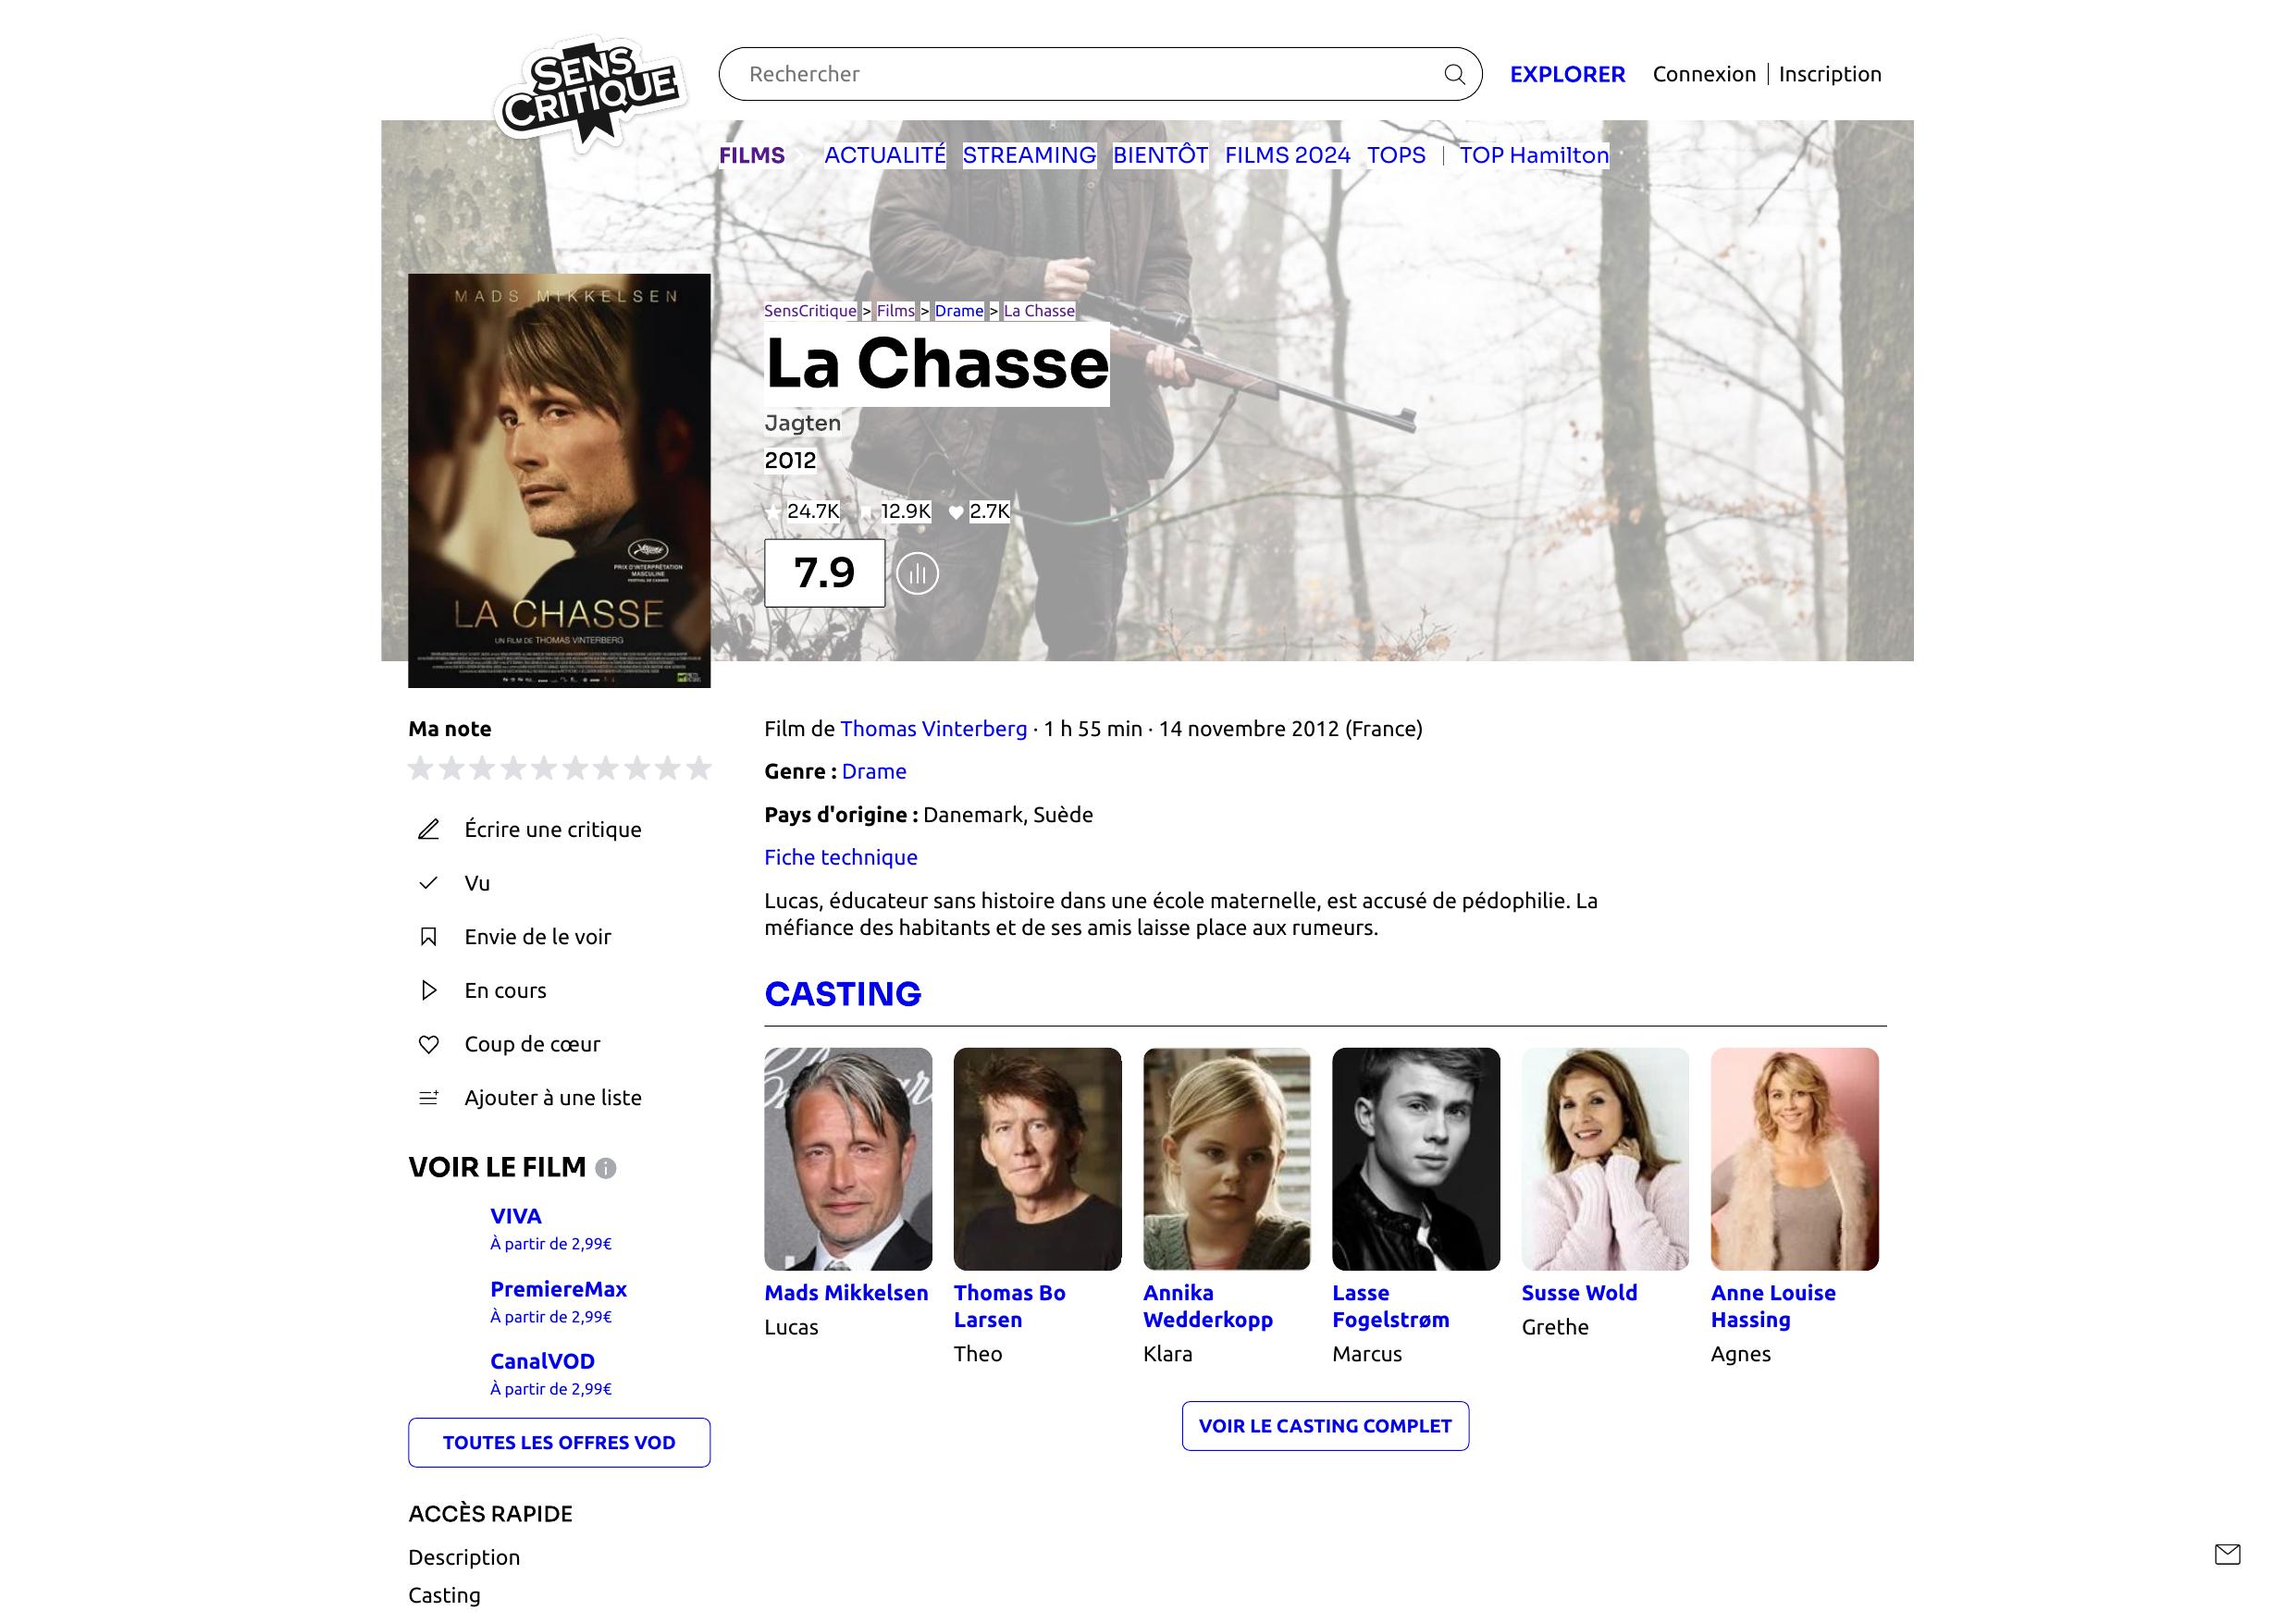 SENS
CRITIQUE
Rechercher
EXPLORER
Connexion | Inscription
FILMS ACTUALITÉ STREAMING BIENTÔT FILMS 2024 TOPS | TOP Hamilton
MADS MIKKELSEN
PRIX D'INTERPRÉTATION
MASCULINE
FESTIVAL DE CANNES
LA CHASSE
UN FILM DE THOMAS VINTERBERG
SensCritique > Films > Drame > La Chasse
La Chasse
Jagten
2012
24.7K 12.9K 2.7K
7.9
Ma note
Écrire une critique
Vu
Envie de le voir
En cours
Coup de cœur
Ajouter à une liste
VOIR LE FILM
VIVA
À partir de 2,99€
PremiereMax
À partir de 2,99€
CanalVOD
À partir de 2,99€
TOUTES LES OFFRES VOD
ACCÈS RAPIDE
Description
Casting
Film de Thomas Vinterberg · 1 h 55 min · 14 novembre 2012 (France)
Genre : Drame
Pays d'origine : Danemark, Suède
Fiche technique
Lucas, éducateur sans histoire dans une école maternelle, est accusé de pédophilie. La
méfiance des habitants et de ses amis laisse place aux rumeurs.
CASTING
Mads Mikkelsen
Lucas
Thomas Bo
Larsen
Theo
Annika
Wedderkopp
Klara
Lasse
Fogelstrøm
Marcus
Susse Wold
Grethe
Anne Louise
Hassing
Agnes
VOIR LE CASTING COMPLET